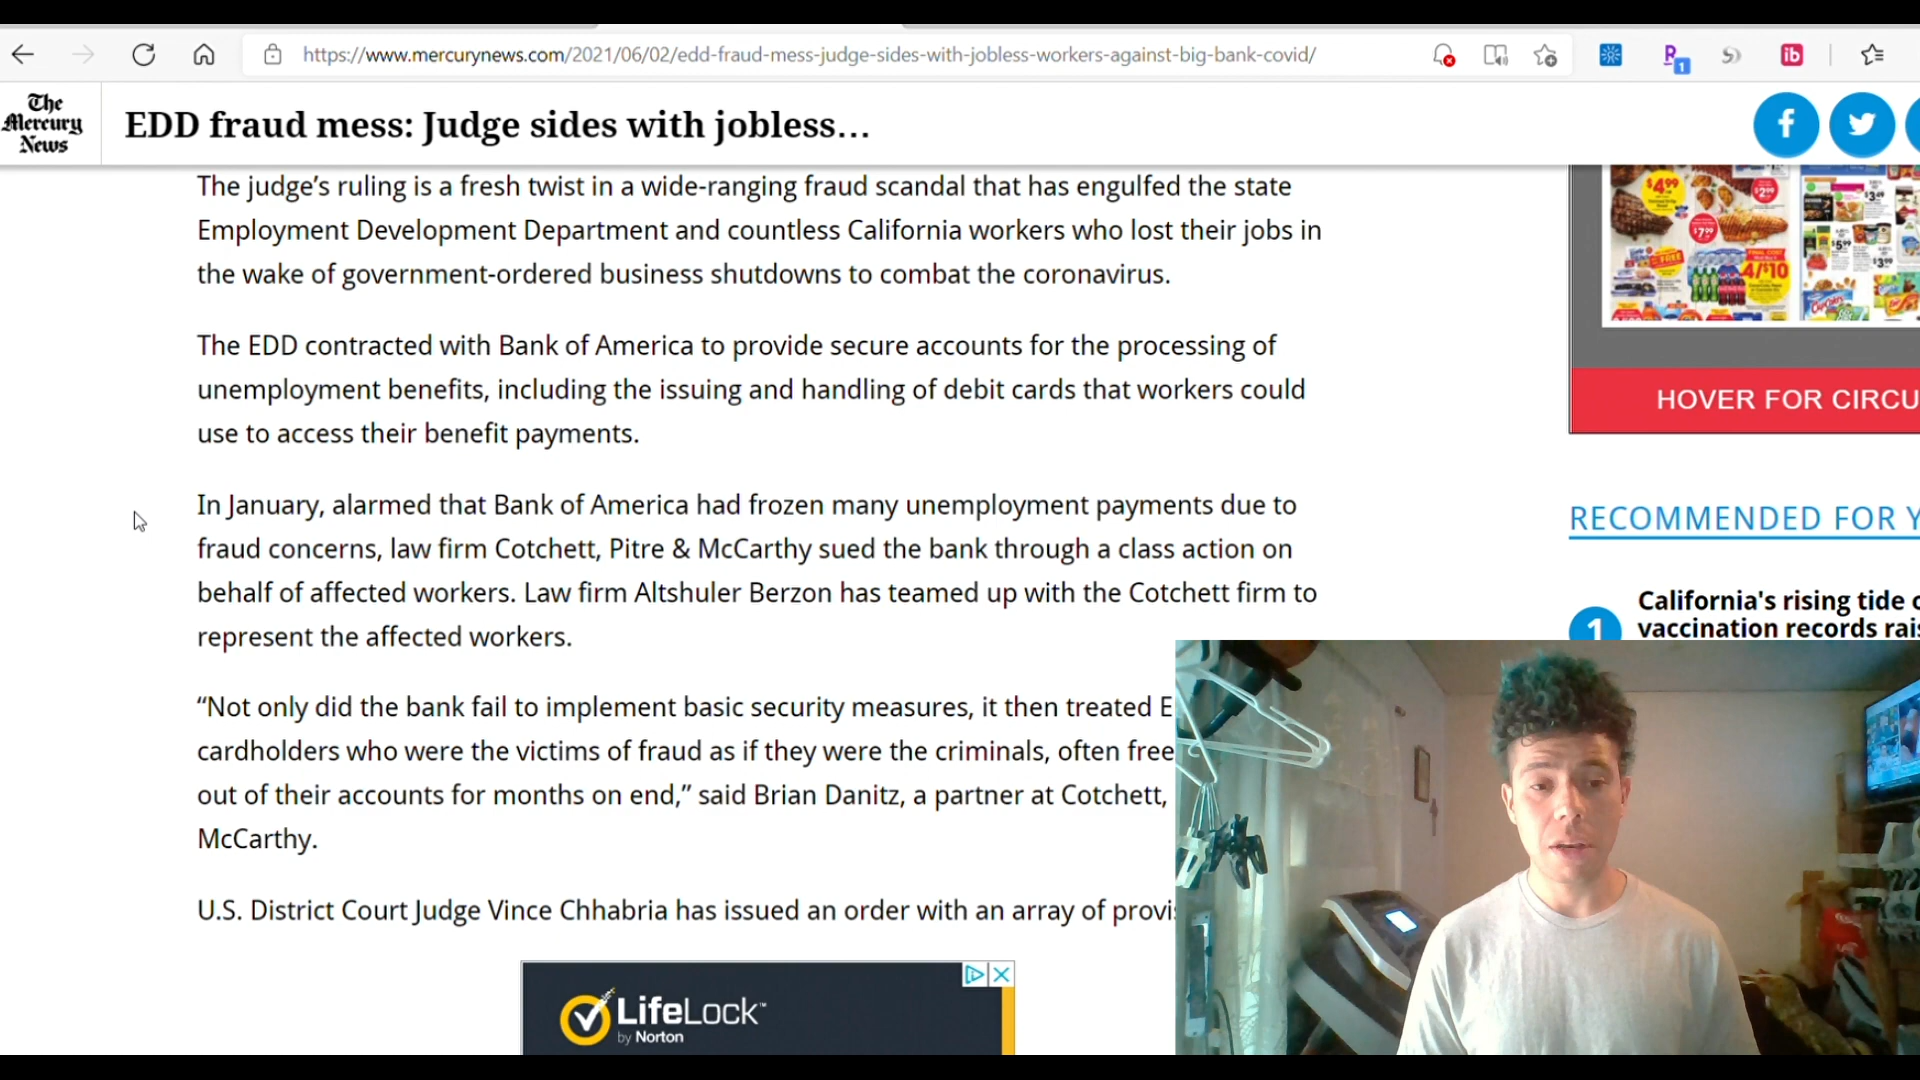 https://www.mercurynews.com/2021/06/02/edd-fraud-mess-judge-sides-with-jobless-workers-against-big-bank-covid/
The
Mercury
News
EDD fraud mess: Judge sides with jobless...
The judge’s ruling is a fresh twist in a wide-ranging fraud scandal that has engulfed the state
Employment Development Department and countless California workers who lost their jobs in
the wake of government-ordered business shutdowns to combat the coronavirus.
The EDD contracted with Bank of America to provide secure accounts for the processing of
unemployment benefits, including the issuing and handling of debit cards that workers could
use to access their benefit payments.
In January, alarmed that Bank of America had frozen many unemployment payments due to
fraud concerns, law firm Cotchett, Pitre & McCarthy sued the bank through a class action on
behalf of affected workers. Law firm Altshuler Berzon has teamed up with the Cotchett firm to
represent the affected workers.
“Not only did the bank fail to implement basic security measures, it then treated E
cardholders who were the victims of fraud as if they were the criminals, often free
out of their accounts for months on end,” said Brian Danitz, a partner at Cotchett,
McCarthy.
U.S. District Court Judge Vince Chhabria has issued an order with an array of provi
LifeLock™
by Norton
$4.99
$7.99
4/$10
HOVER FOR CIRCU
RECOMMENDED FOR Y
1
California's rising tide
vaccination records rais